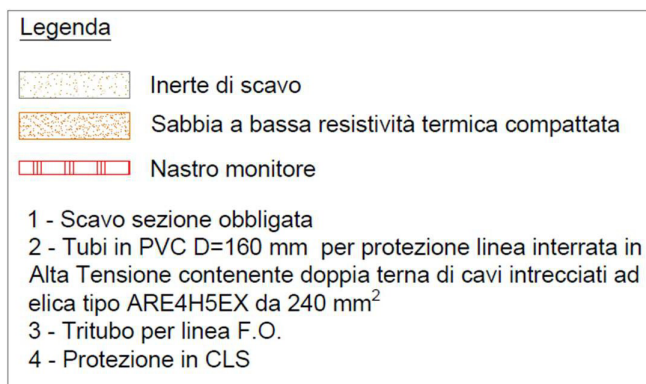 Legenda
Inerte di scavo
Sabbia a bassa resistività termica compattata
Nastro monitore
1 - Scavo sezione obbligata
2 - Tubi in PVC D=160 mm per protezione linea interrata in
Alta Tensione contenente doppia terna di cavi intrecciati ad
elica tipo ARE4H5EX da 240 mm²
3 - Tritubo per linea F.O.
4 - Protezione in CLS